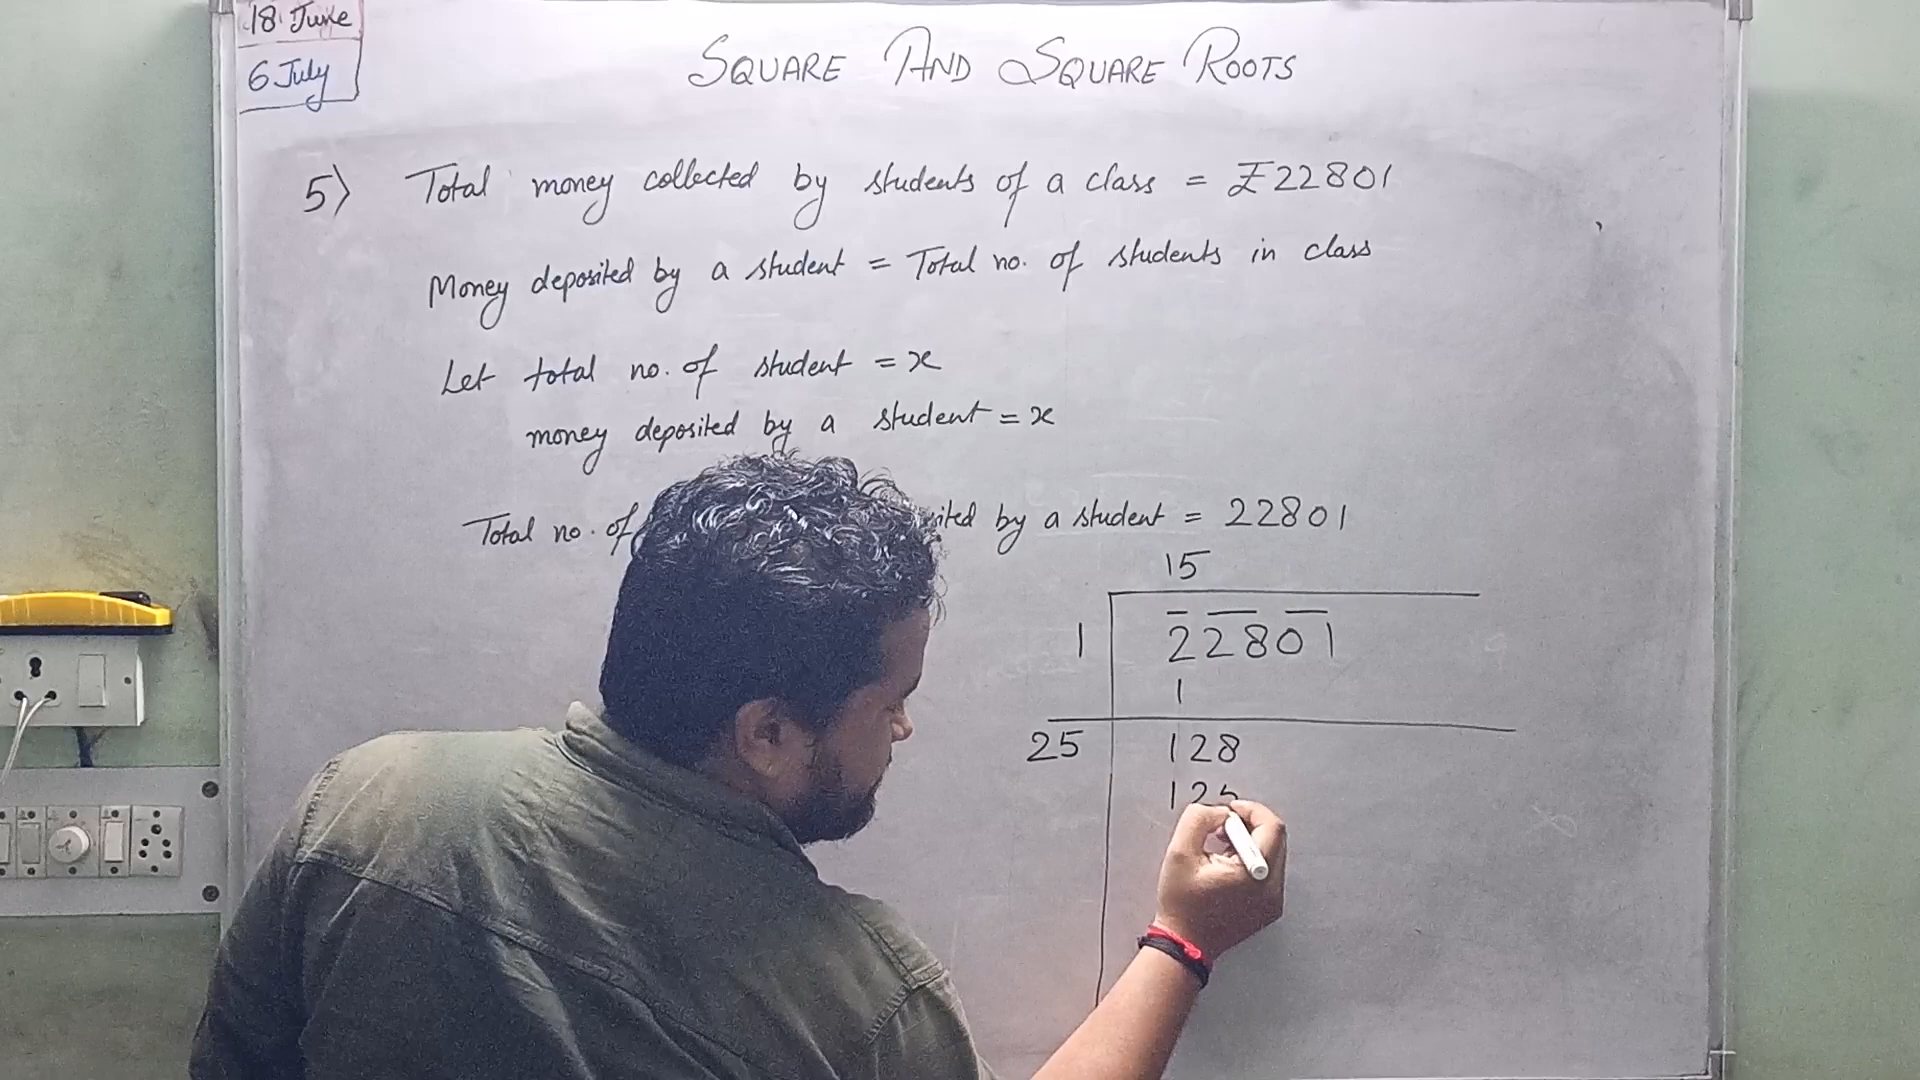 18 June
6 July
SQUARE AND SQUARE ROOTS
5) Total money collected by students of a class = ₹22801
Money deposited by a student = Total no. of students in class
Let total no. of student = x
money deposited by a student = x
Total no. of ited by a student = 22801
15
1 22801
1
25 128
125